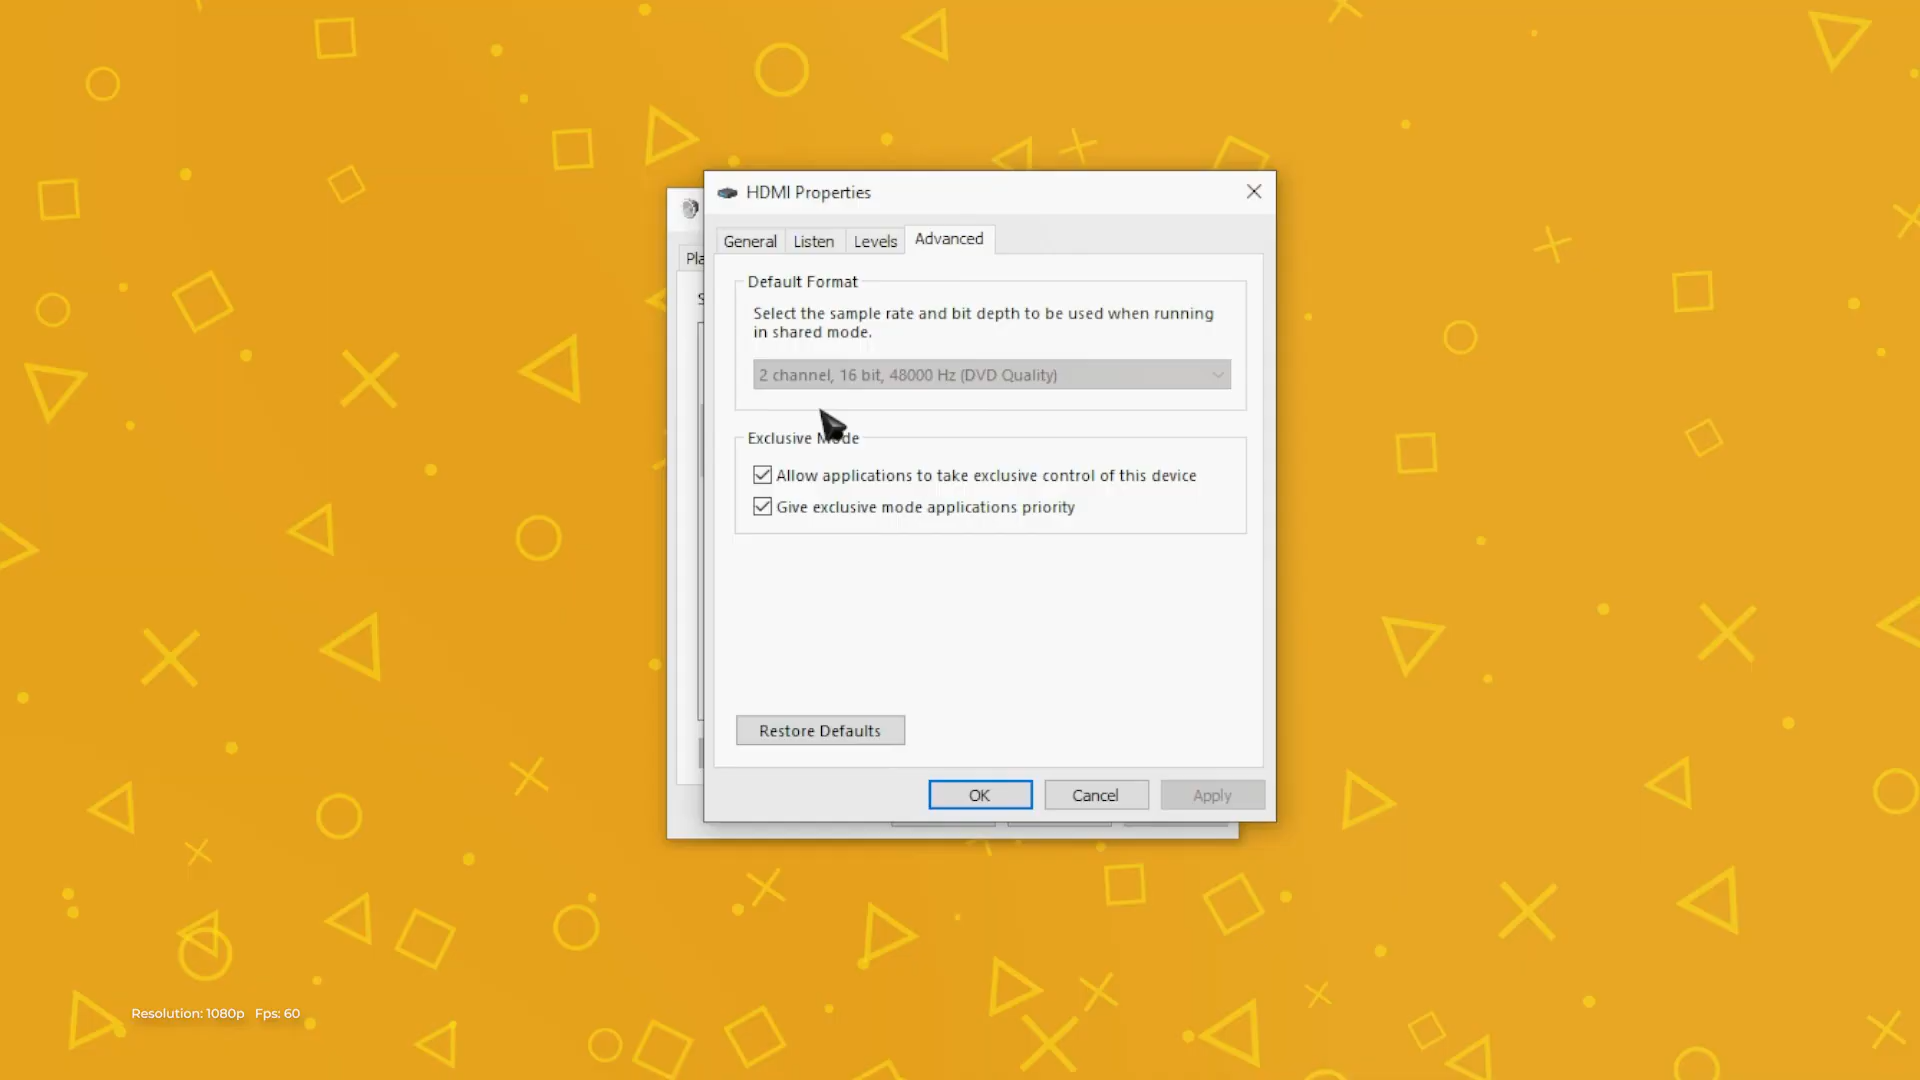 HDMI Properties
General Listen Levels Advanced
Pla
Default Format
Select the sample rate and bit depth to be used when running
in shared mode.
2 channel, 16 bit, 48000 Hz (DVD Quality)
Exclusive Mode
Allow applications to take exclusive control of this device
Give exclusive mode applications priority
Restore Defaults
OK Cancel Apply
Resolution: 1080p Fps: 60